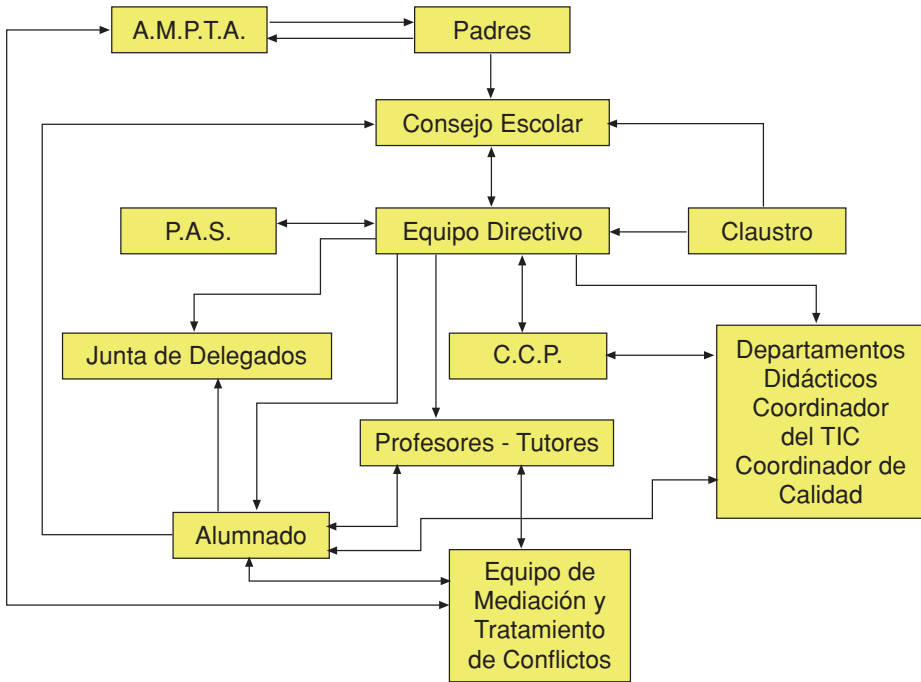 A.M.P.T.A.
Padres
Consejo Escolar
P.A.S.
Equipo Directivo
Claustro
Junta de Delegados
C.C.P.
Departamentos
Didácticos
Coordinador
del TIC
Coordinador de
Calidad
Profesores - Tutores
Alumnado
Equipo de
Mediación y
Tratamiento
de Conflictos